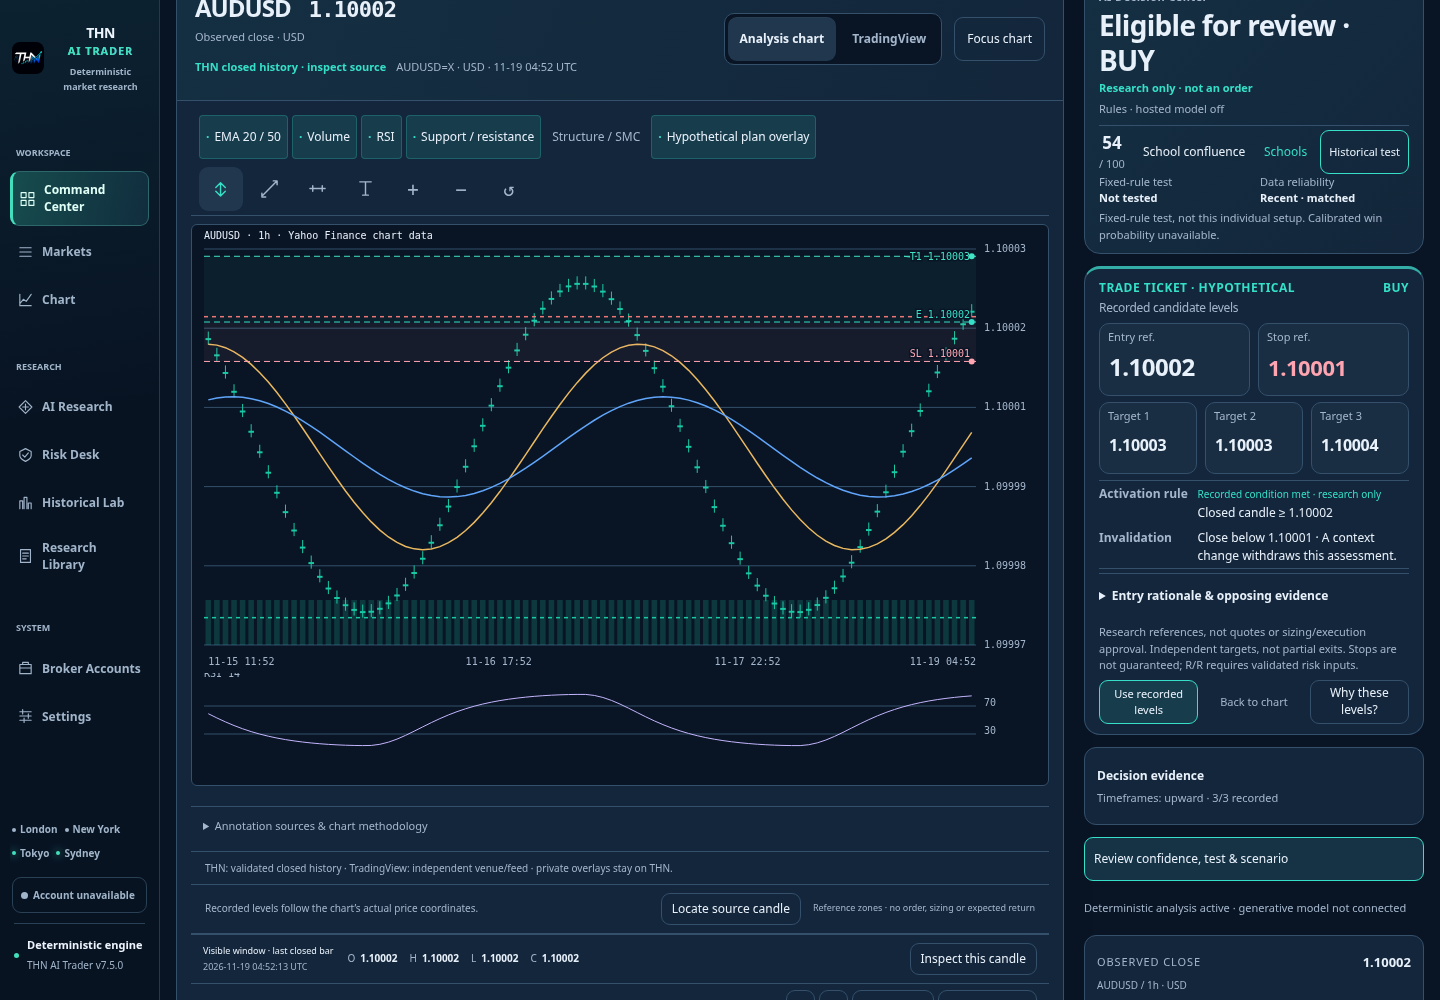 THN
AI TRADER
Deterministic
market research
WORKSPACE
Command
Center
Markets
Chart
RESEARCH
AI Research
Risk Desk
Historical Lab
Research
Library
SYSTEM
Broker Accounts
Settings
London New York
Tokyo Sydney
Account unavailable
Deterministic engine
THN AI Trader v7.5.0
AUDUSD 1.10002
Observed close · USD
THN closed history · inspect source AUDUSD=X · USD · 11-19 04:52 UTC
Analysis chart TradingView Focus chart
· EMA 20 / 50 · Volume · RSI · Support / resistance Structure / SMC · Hypothetical plan overlay
AUDUSD · 1h · Yahoo Finance chart data
1.10003
T1 1.10003
E 1.10002
1.10002
SL 1.10001
1.10001
1.09999
1.09998
1.09997
11-15 11:52 11-16 17:52 11-17 22:52 11-19 04:52
RSI 14
70
30
▶ Annotation sources & chart methodology
THN: validated closed history · TradingView: independent venue/feed · private overlays stay on THN.
Recorded levels follow the chart's actual price coordinates. Locate source candle Reference zones · no order, sizing or expected return
Visible window · last closed bar
2026-11-19 04:52:13 UTC
O 1.10002 H 1.10002 L 1.10002 C 1.10002
Inspect this candle
Eligible for review ·
BUY
Research only · not an order
Rules · hosted model off
54
/ 100
School confluence Schools Historical test
Fixed-rule test Data reliability
Not tested Recent · matched
Fixed-rule test, not this individual setup. Calibrated win
probability unavailable.
TRADE TICKET · HYPOTHETICAL BUY
Recorded candidate levels
Entry ref. Stop ref.
1.10002 1.10001
Target 1 Target 2 Target 3
1.10003 1.10003 1.10004
Activation rule Recorded condition met · research only
Closed candle ≥ 1.10002
Invalidation Close below 1.10001 · A context
change withdraws this assessment.
▶ Entry rationale & opposing evidence
Research references, not quotes or sizing/execution
approval. Independent targets, not partial exits. Stops are
not guaranteed; R/R requires validated risk inputs.
Use recorded
levels
Back to chart
Why these
levels?
Decision evidence
Timeframes: upward · 3/3 recorded
Review confidence, test & scenario
Deterministic analysis active · generative model not connected
OBSERVED CLOSE 1.10002
AUDUSD / 1h · USD